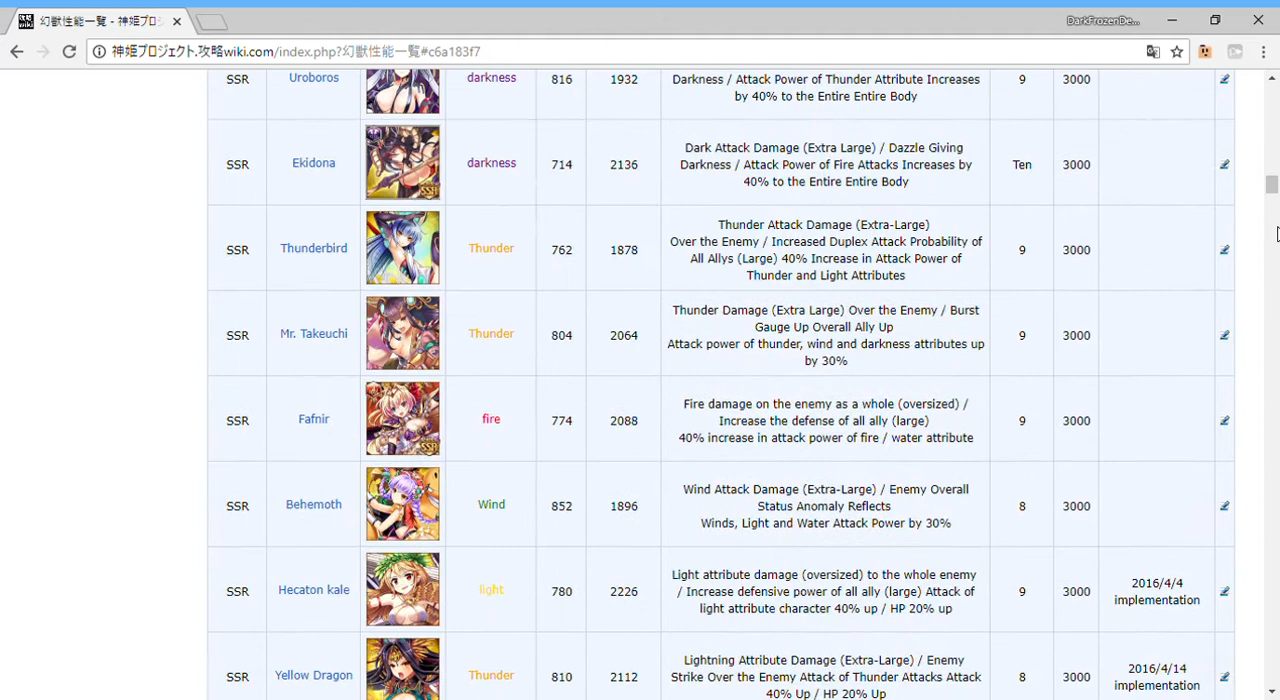 幻獣性能一覧 - 神姫プロジ
DarkFrozenDe...
神姫プロジェクト.攻略wiki.com/index.php?幻獣性能一覧#c6a183f7
SSR Uroboros darkness 816 1932 Darkness / Attack Power of Thunder Attribute Increases 9 3000
by 40% to the Entire Entire Body
SSR Ekidona darkness 714 2136 Dark Attack Damage (Extra Large) / Dazzle Giving
Darkness / Attack Power of Fire Attacks Increases by
40% to the Entire Entire Body
Ten 3000
SSR Thunderbird Thunder 762 1878 Thunder Attack Damage (Extra-Large)
Over the Enemy / Increased Duplex Attack Probability of
All Allys (Large) 40% Increase in Attack Power of
Thunder and Light Attributes
9 3000
SSR Mr. Takeuchi Thunder 804 2064 Thunder Damage (Extra Large) Over the Enemy / Burst
Gauge Up Overall Ally Up
Attack power of thunder, wind and darkness attributes up
by 30%
9 3000
SSR Fafnir fire 774 2088 Fire damage on the enemy as a whole (oversized) /
Increase the defense of all ally (large)
40% increase in attack power of fire / water attribute
9 3000
SSR Behemoth Wind 852 1896 Wind Attack Damage (Extra-Large) / Enemy Overall
Status Anomaly Reflects
Winds, Light and Water Attack Power by 30%
8 3000
SSR Hecaton kale light 780 2226 Light attribute damage (oversized) to the whole enemy
/ Increase defensive power of all ally (large) Attack of
light attribute character 40% up / HP 20% up
9 3000 2016/4/4
implementation
SSR Yellow Dragon Thunder 810 2112 Lightning Attribute Damage (Extra-Large) / Enemy
Strike Over the Enemy Attack of Thunder Attacks Attack
40% Up / HP 20% Up
8 3000 2016/4/14
implementation